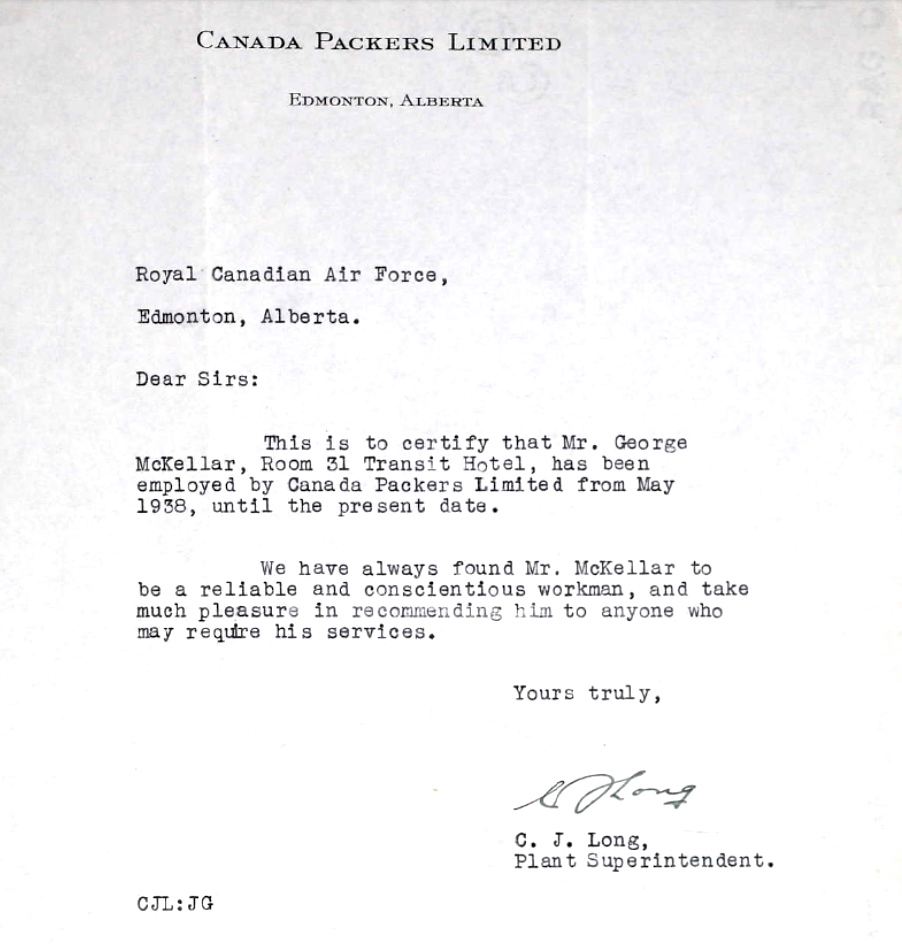 CANADA PACKERS LIMITED
EDMONTON, ALBERTA
Royal Canadian Air Force,
Edmonton, Alberta.
Dear Sirs:
This is to certify that Mr. George
McKellar, Room 31 Transit Hotel, has been
employed by Canada Packers Limited from May
1938, until the present date.
We have always found Mr. McKellar to
be a reliable and conscientious workman, and take
much pleasure in recommending him to anyone who
may require his services.
Yours truly,
C J Long
C. J. Long,
Plant Superintendent.
CJL:JG